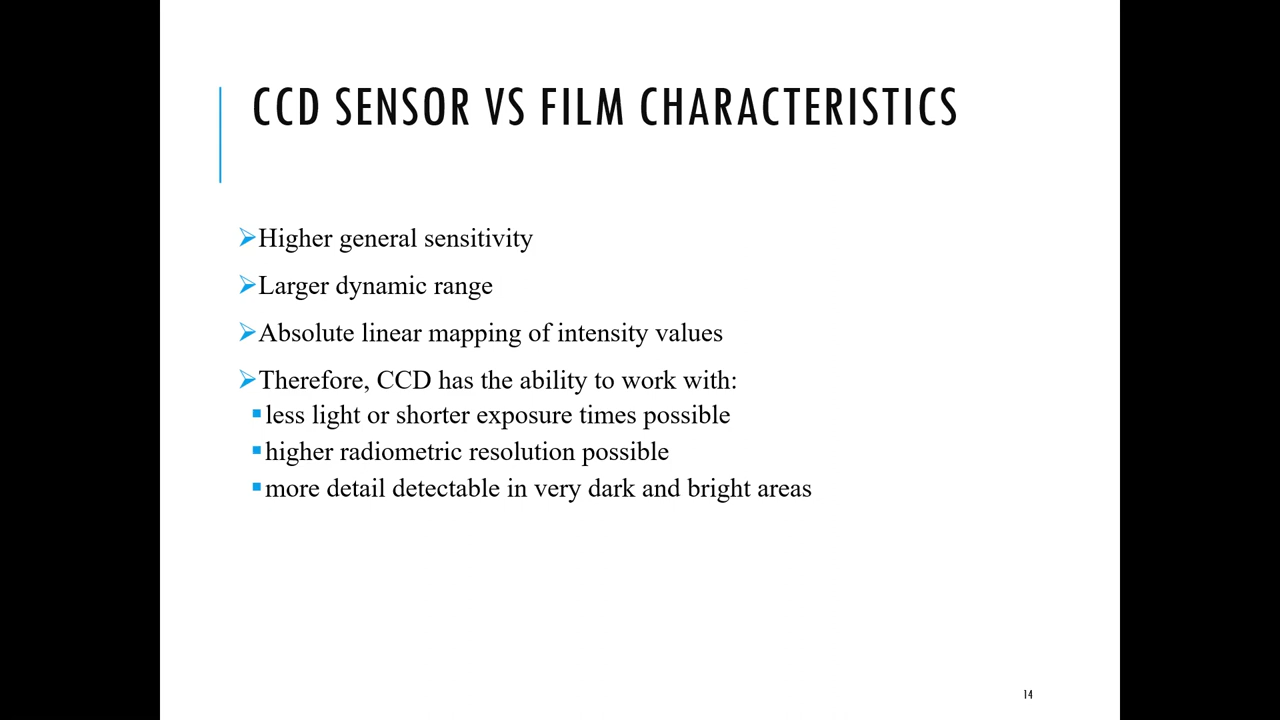 CCD SENSOR VS FILM CHARACTERISTICS
Higher general sensitivity
Larger dynamic range
Absolute linear mapping of intensity values
Therefore, CCD has the ability to work with:
less light or shorter exposure times possible
higher radiometric resolution possible
more detail detectable in very dark and bright areas
14